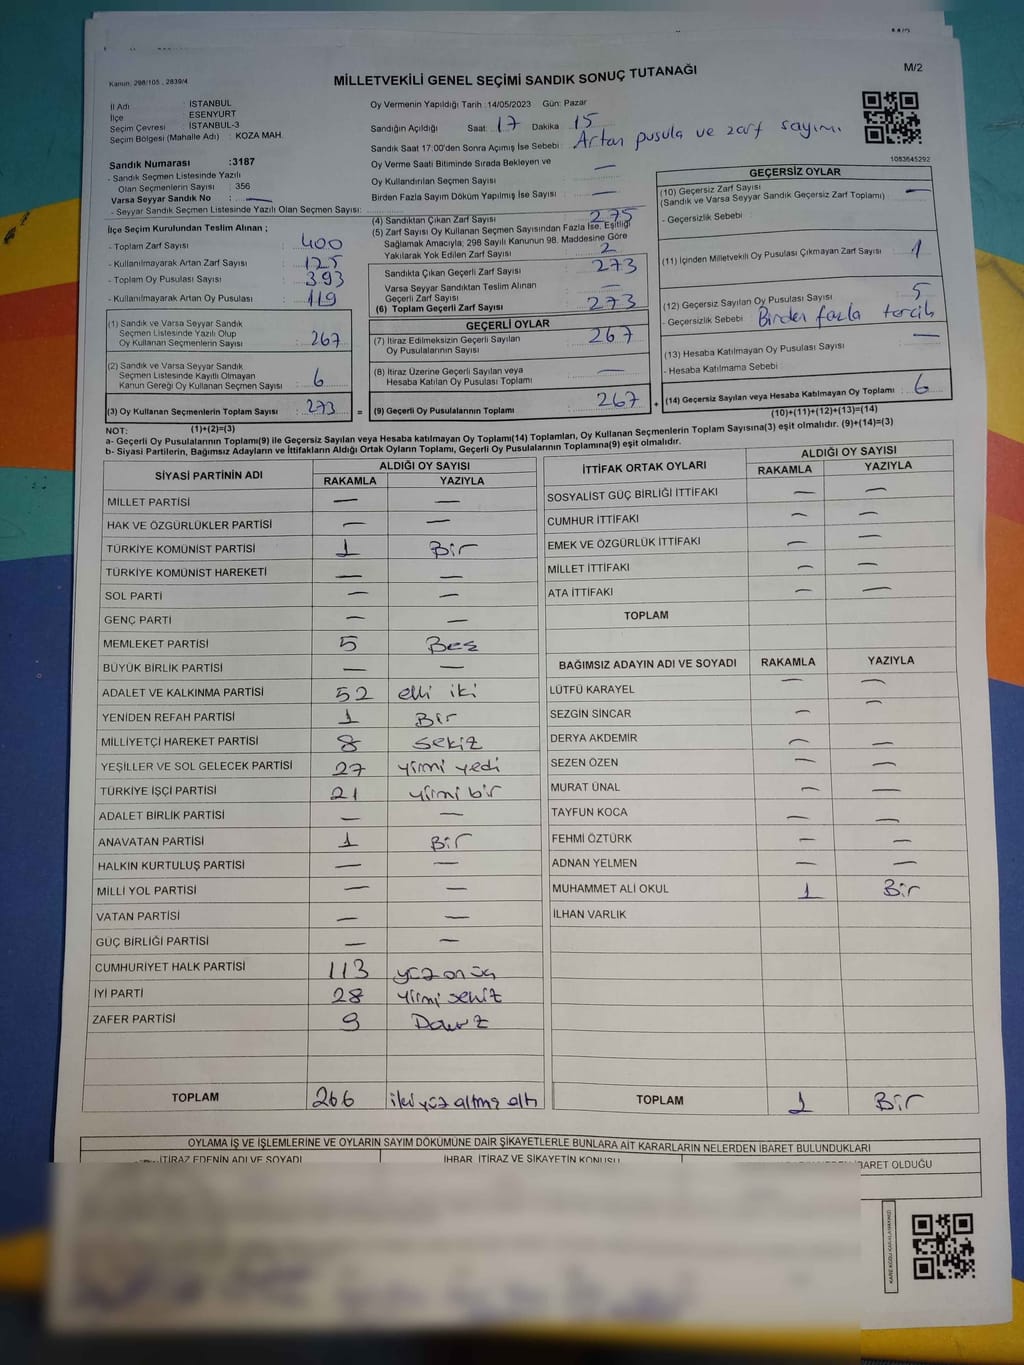 MİLLETVEKİLİ GENEL SEÇİMİ SANDIK SONUÇ TUTANAĞI
M/2
Kanun: 298/105 , 2839/4
İl Adı : İSTANBUL
İlçe : ESENYURT
Seçim Çevresi : İSTANBUL-3
Seçim Bölgesi (Mahalle Adı) : KOZA MAH.
Oy Vermenin Yapıldığı Tarih :14/05/2023 Gün: Pazar
Sandığın Açıldığı Saat: 17 Dakika 15
Sandık Saat 17:00'den Sonra Açımış İse Sebebi: Artan pusula ve zarf sayımı
Oy Verme Saati Bitiminde Sırada Bekleyen ve
Oy Kullandırılan Seçmen Sayısı —
Birden Fazla Sayım Döküm Yapılmış İse Sayısı : —
1083645292
Sandık Numarası :3187
- Sandık Seçmen Listesinde Yazılı
Olan Seçmenlerin Sayısı : 356
Varsa Seyyar Sandık No : —
- Seyyar Sandık Seçmen Listesinde Yazılı Olan Seçmen Sayısı:
İlçe Seçim Kurulundan Teslim Alınan ;
- Toplam Zarf Sayısı : 400
- Kullanılmayarak Artan Zarf Sayısı : 125
- Toplam Oy Pusulası Sayısı : 393
- Kullanılmayarak Artan Oy Pusulası : 119
(1) Sandık ve Varsa Seyyar Sandık
Seçmen Listesinde Yazılı Olup
Oy Kullanan Seçmenlerin Sayısı : 267
(2) Sandık ve Varsa Seyyar Sandık
Seçmen Listesinde Kayıtlı Olmayan
Kanun Gereği Oy Kullanan Seçmen Sayısı : 6
(3) Oy Kullanan Seçmenlerin Toplam Sayısı : 273
(1)+(2)=(3)
(4) Sandıktan Çıkan Zarf Sayısı : 275
(5) Zarf Sayısı Oy Kullanan Seçmen Sayısından Fazla İse, Eşitliği
Sağlamak Amacıyla; 298 Sayılı Kanunun 98. Maddesine Göre
Yakılarak Yok Edilen Zarf Sayısı : 2
Sandıkta Çıkan Geçerli Zarf Sayısı : 273
Varsa Seyyar Sandıktan Teslim Alınan
Geçerli Zarf Sayısı : —
(6) Toplam Geçerli Zarf Sayısı : 273
GEÇERLİ OYLAR
(7) İtiraz Edilmeksizin Geçerli Sayılan
Oy Pusulalarının Sayısı : 267
(8) İtiraz Üzerine Geçerli Sayılan veya
Hesaba Katılan Oy Pusulası Toplamı : —
= (9) Geçerli Oy Pusulalarının Toplamı : 267 +
GEÇERSİZ OYLAR
(10) Geçersiz Zarf Sayısı
(Sandık ve Varsa Seyyar Sandık Geçersiz Zarf Toplamı) : —
- Geçersizlik Sebebi :
(11) İçinden Milletvekili Oy Pusulası Çıkmayan Zarf Sayısı : 1
(12) Geçersiz Sayılan Oy Pusulası Sayısı : 5
- Geçersizlik Sebebi : Birden fazla tercih
(13) Hesaba Katılmayan Oy Pusulası Sayısı : —
- Hesaba Katılmama Sebebi :
(14) Geçersiz Sayılan veya Hesaba Katılmayan Oy Toplamı : 6
(10)+(11)+(12)+(13)=(14)
NOT:
a- Geçerli Oy Pusulalarının Toplamı(9) ile Geçersiz Sayılan veya Hesaba katılmayan Oy Toplamı(14) Toplamları, Oy Kullanan Seçmenlerin Toplam Sayısına(3) eşit olmalıdır. (9)+(14)=(3)
b- Siyasi Partilerin, Bağımsız Adayların ve İttifakların Aldığı Ortak Oyların Toplamı, Geçerli Oy Pusulalarının Toplamına(9) eşit olmalıdır.
SİYASİ PARTİNİN ADI ALDIĞI OY SAYISI
RAKAMLA YAZIYLA
MİLLET PARTİSİ — —
HAK VE ÖZGÜRLÜKLER PARTİSİ — —
TÜRKİYE KOMÜNİST PARTİSİ 1 Bir
TÜRKİYE KOMÜNİST HAREKETİ — —
SOL PARTİ — —
GENÇ PARTİ — —
MEMLEKET PARTİSİ 5 Beş
BÜYÜK BİRLİK PARTİSİ — —
ADALET VE KALKINMA PARTİSİ 52 elli iki
YENİDEN REFAH PARTİSİ 1 Bir
MİLLİYETÇİ HAREKET PARTİSİ 8 sekiz
YEŞİLLER VE SOL GELECEK PARTİSİ 27 yirmi yedi
TÜRKİYE İŞÇİ PARTİSİ 21 yirmi bir
ADALET BİRLİK PARTİSİ — —
ANAVATAN PARTİSİ 1 Bir
HALKIN KURTULUŞ PARTİSİ — —
MİLLİ YOL PARTİSİ — —
VATAN PARTİSİ — —
GÜÇ BİRLİĞİ PARTİSİ — —
CUMHURİYET HALK PARTİSİ 113 yüz on üç
İYİ PARTİ 28 yirmi sekiz
ZAFER PARTİSİ 9 Dokuz
TOPLAM 266 iki yüz altmış altı
İTTİFAK ORTAK OYLARI ALDIĞI OY SAYISI
RAKAMLA YAZIYLA
SOSYALİST GÜÇ BİRLİĞİ İTTİFAKI — —
CUMHUR İTTİFAKI — —
EMEK VE ÖZGÜRLÜK İTTİFAKI — —
MİLLET İTTİFAKI — —
ATA İTTİFAKI — —
TOPLAM
BAĞIMSIZ ADAYIN ADI VE SOYADI RAKAMLA YAZIYLA
LÜTFÜ KARAYEL — —
SEZGİN SİNCAR — —
DERYA AKDEMİR — —
SEZEN ÖZEN — —
MURAT ÜNAL — —
TAYFUN KOCA — —
FEHMİ ÖZTÜRK — —
ADNAN YELMEN — —
MUHAMMET ALİ OKUL 1 Bir
İLHAN VARLIK
TOPLAM 1 Bir
OYLAMA İŞ VE İŞLEMLERİNE VE OYLARIN SAYIM DÖKÜMÜNE DAİR ŞİKAYETLERLE BUNLARA AİT KARARLARIN NELERDEN İBARET BULUNDUKLARI
İTİRAZ EDENİN ADI VE SOYADI İHBAR, İTİRAZ VE ŞİKAYETİN KONUSU İBARET OLDUĞU